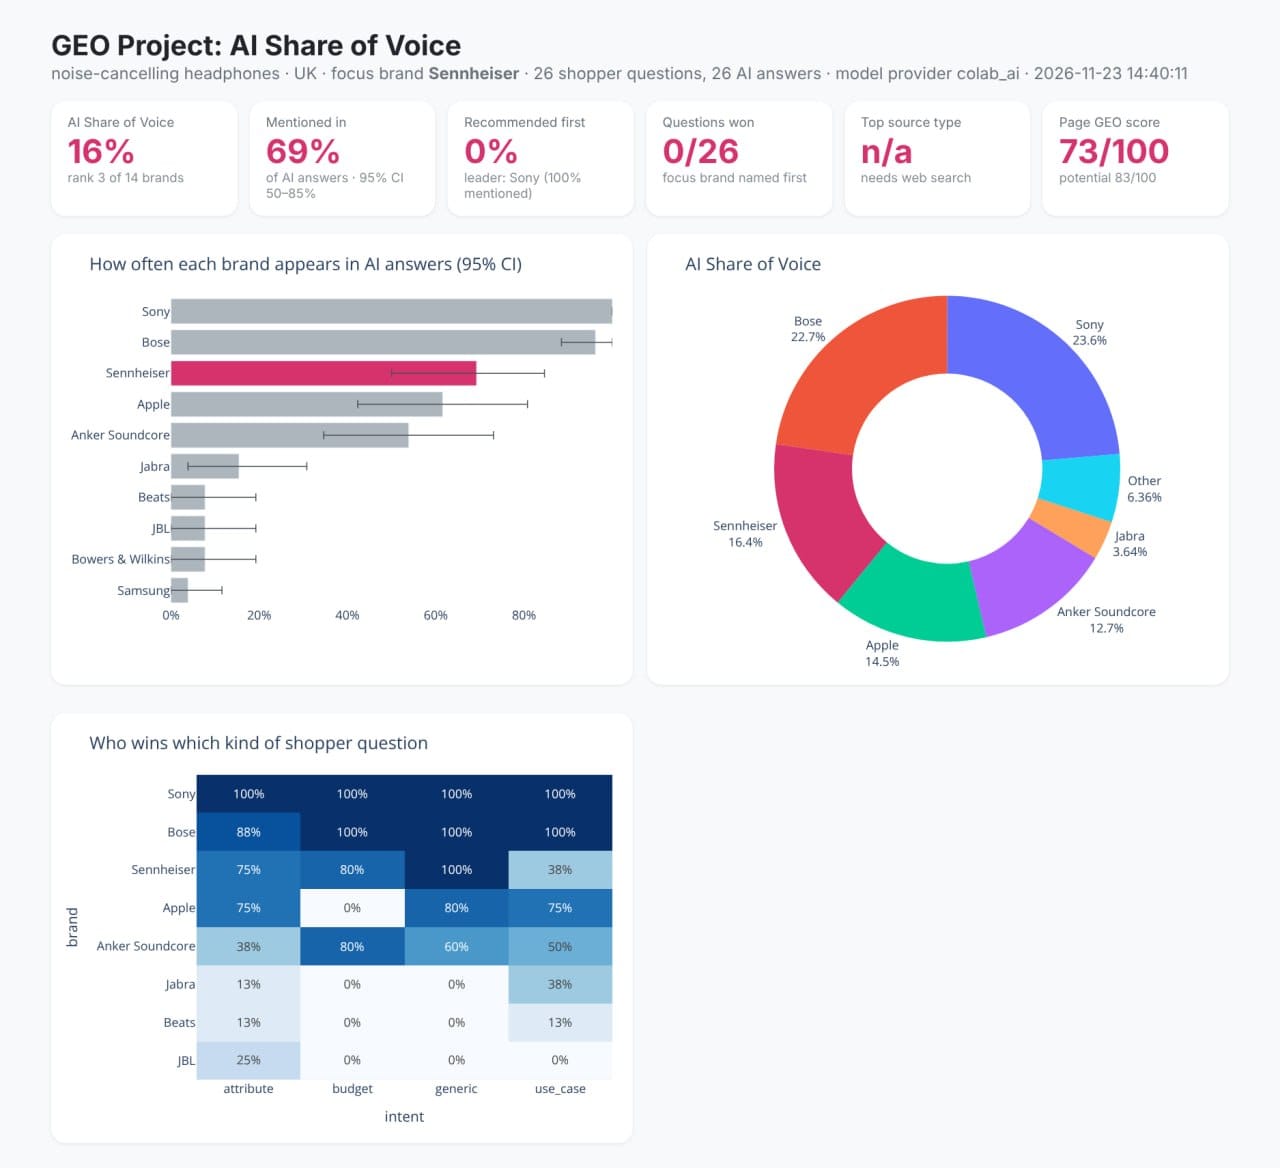 GEO Project: AI Share of Voice
noise-cancelling headphones · UK · focus brand Sennheiser · 26 shopper questions, 26 AI answers · model provider colab_ai · 2026-11-23 14:40:11
AI Share of Voice
16%
rank 3 of 14 brands
Mentioned in
69%
of AI answers · 95% CI
50–85%
Recommended first
0%
leader: Sony (100%
mentioned)
Questions won
0/26
focus brand named first
Top source type
n/a
needs web search
Page GEO score
73/100
potential 83/100
How often each brand appears in AI answers (95% CI)
Sony
Bose
Sennheiser
Apple
Anker Soundcore
Jabra
Beats
JBL
Bowers & Wilkins
Samsung
0% 20% 40% 60% 80%
AI Share of Voice
Sony
23.6%
Other
6.36%
Jabra
3.64%
Anker Soundcore
12.7%
Apple
14.5%
Sennheiser
16.4%
Bose
22.7%
Who wins which kind of shopper question
brand
Sony 100% 100% 100% 100%
Bose 88% 100% 100% 100%
Sennheiser 75% 80% 100% 38%
Apple 75% 0% 80% 75%
Anker Soundcore 38% 80% 60% 50%
Jabra 13% 0% 0% 38%
Beats 13% 0% 0% 13%
JBL 25% 0% 0% 0%
attribute budget generic use_case
intent